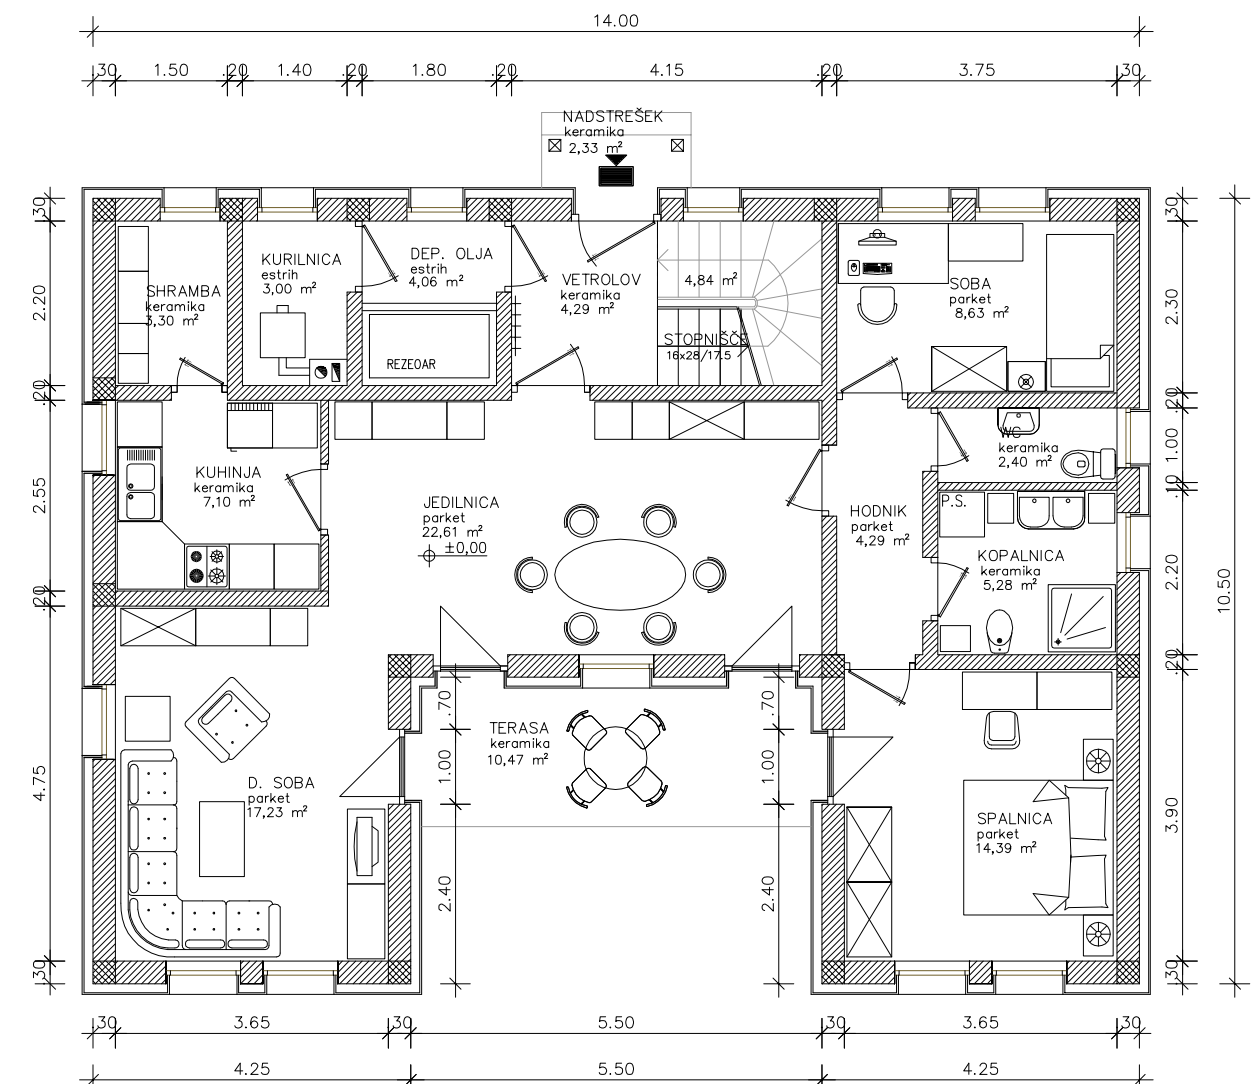 14.00
.30
1.50
.20
1.40
.20
1.80
.20
4.15
.20
3.75
.30
NADSTREŠEK
keramika
2,33 m²
.30
2.20
.20
2.55
.20
4.75
.30
SHRAMBA
keramika
3,30 m²
KURILNICA
estrih
3,00 m²
DEP. OLJA
estrih
4,06 m²
REZEOAR
VETROLOV
keramika
4,29 m²
4,84 m²
STOPNIŠČE
16x28/17.5
SOBA
parket
8,63 m²
KUHINJA
keramika
7,10 m²
JEDILNICA
parket
22,61 m²
±0,00
HODNIK
parket
4,29 m²
WC
keramika
2,40 m²
P.S.
KOPALNICA
keramika
5,28 m²
D. SOBA
parket
17,23 m²
TERASA
keramika
10,47 m²
SPALNICA
parket
14,39 m²
.70
1.00
2.40
.70
1.00
2.40
.30
2.30
.20
1.00
.10
2.20
.20
3.90
.30
10.50
.30
3.65
.30
5.50
.30
3.65
.30
4.25
5.50
4.25